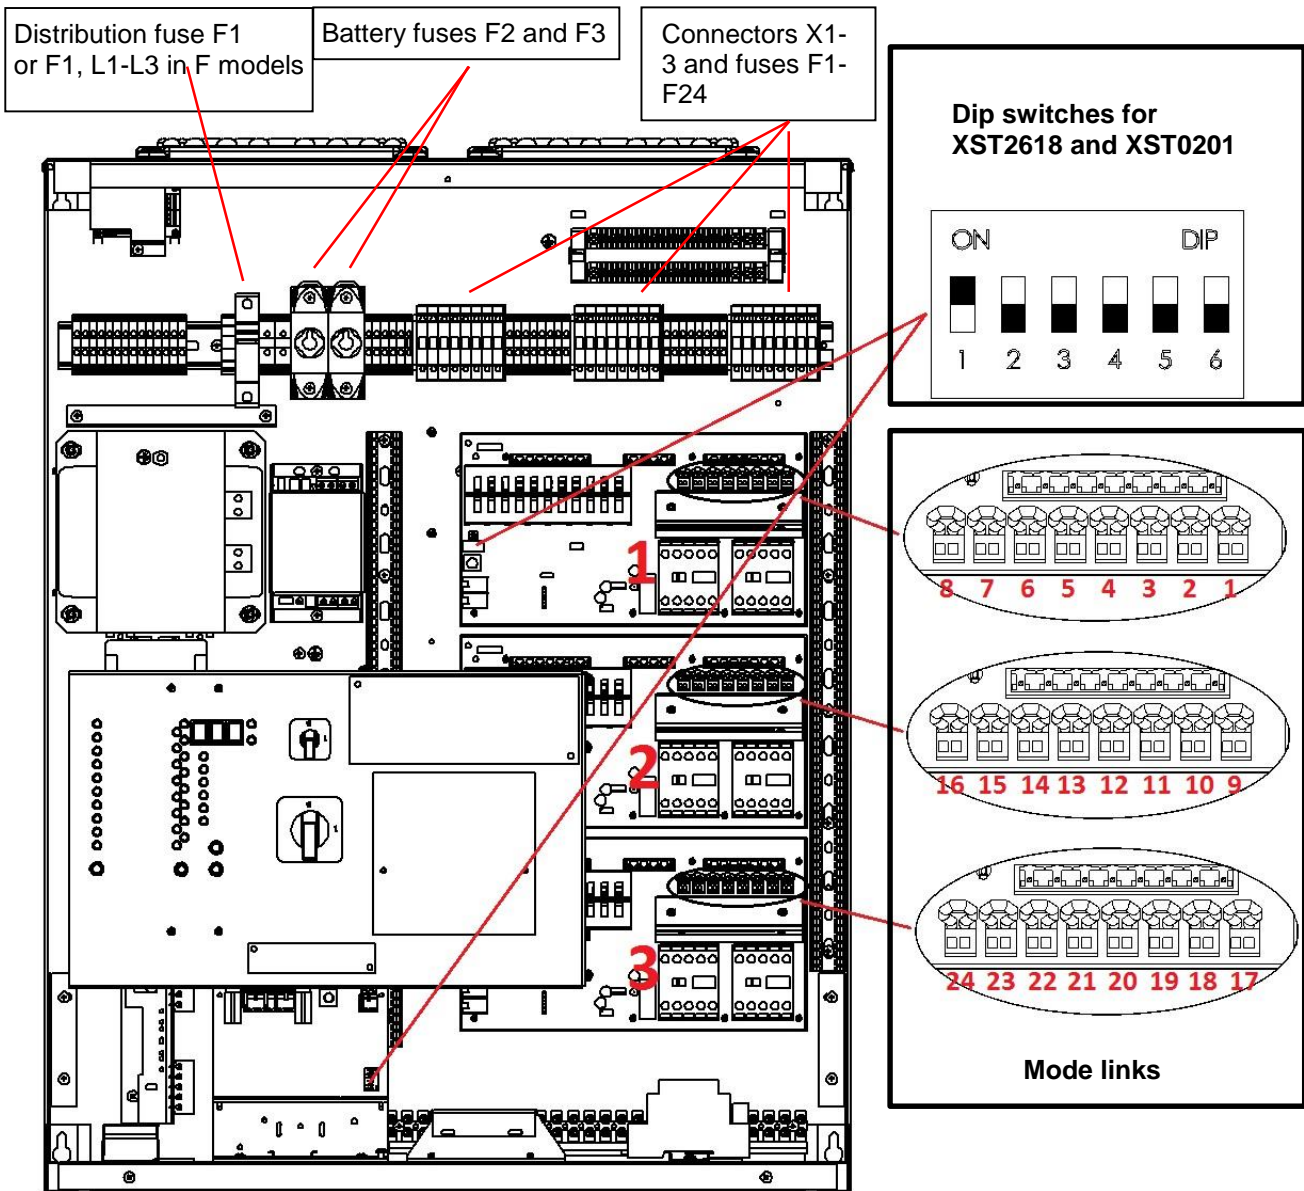 Distribution fuse F1
or F1, L1-L3 in F models
Battery fuses F2 and F3
Connectors X1-
3 and fuses F1-
F24
Dip switches for
XST2618 and XST0201
ON DIP
1 2 3 4 5 6
1
2
3
8 7 6 5 4 3 2 1
16 15 14 13 12 11 10 9
24 23 22 21 20 19 18 17
Mode links